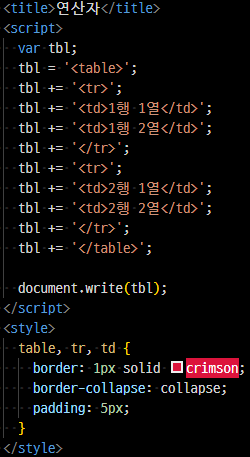 <title>연산자</title>
<script>
var tbl;
tbl = '<table>';
tbl += '<tr>';
tbl += '<td>1행 1열</td>';
tbl += '<td>1행 2열</td>';
tbl += '</tr>';
tbl += '<tr>';
tbl += '<td>2행 1열</td>';
tbl += '<td>2행 2열</td>';
tbl += '</tr>';
tbl += '</table>';
document.write(tbl);
</script>
<style>
table, tr, td {
border: 1px solid crimson;
border-collapse: collapse;
padding: 5px;
}
</style>